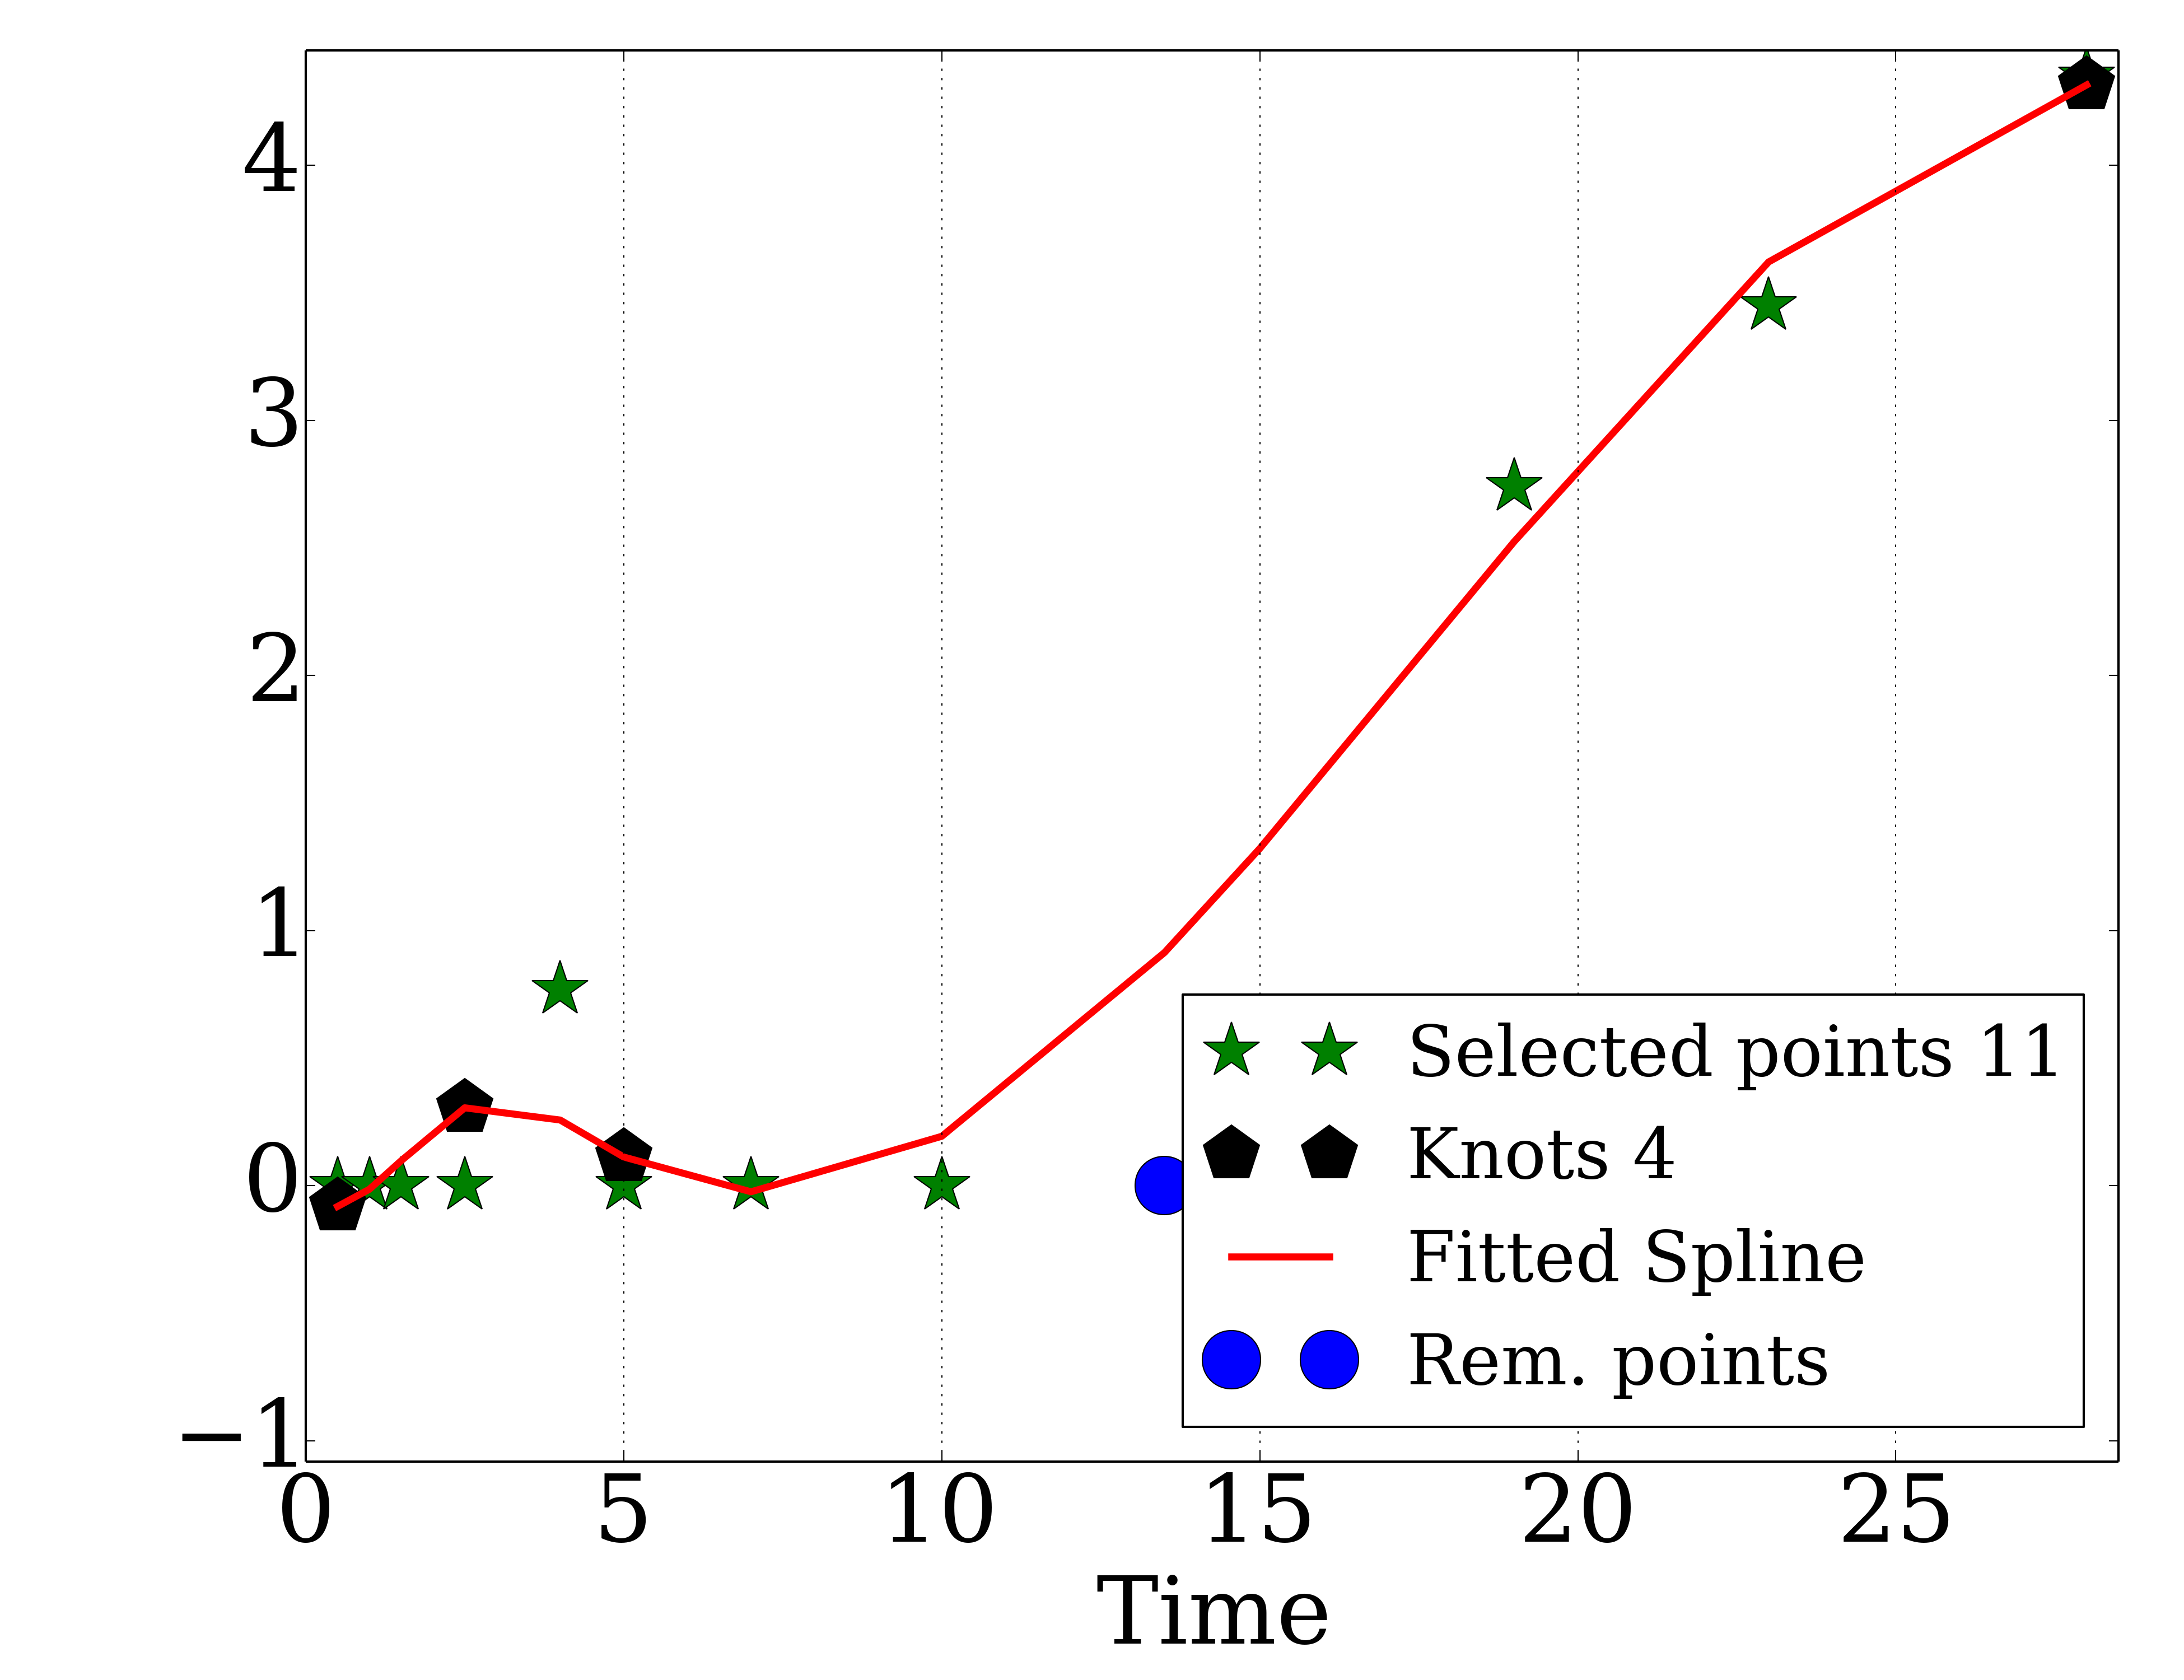 4
3
2
1
0
−1
Selected points 11
Knots 4
Fitted Spline
Rem. points
0 5 10 15 20 25
Time